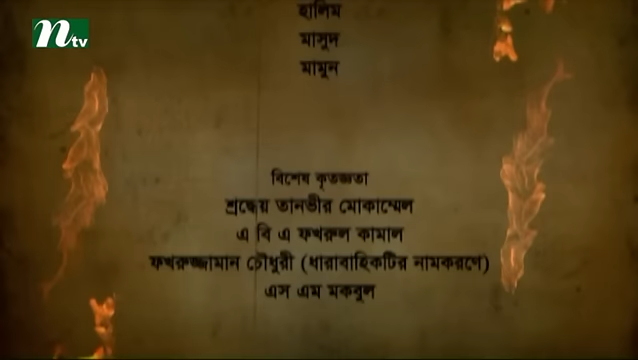 ntv
হালিম
মাসুদ
মামুন
বিশেষ কৃতজ্ঞতা
শ্রদ্ধেয় তানভীর মোকাম্মেল
এ বি এ ফখরুল কামাল
ফখরুজ্জামান চৌধুরী (ধারাবাহিকটির নামকরণে)
এস এম মকবুল